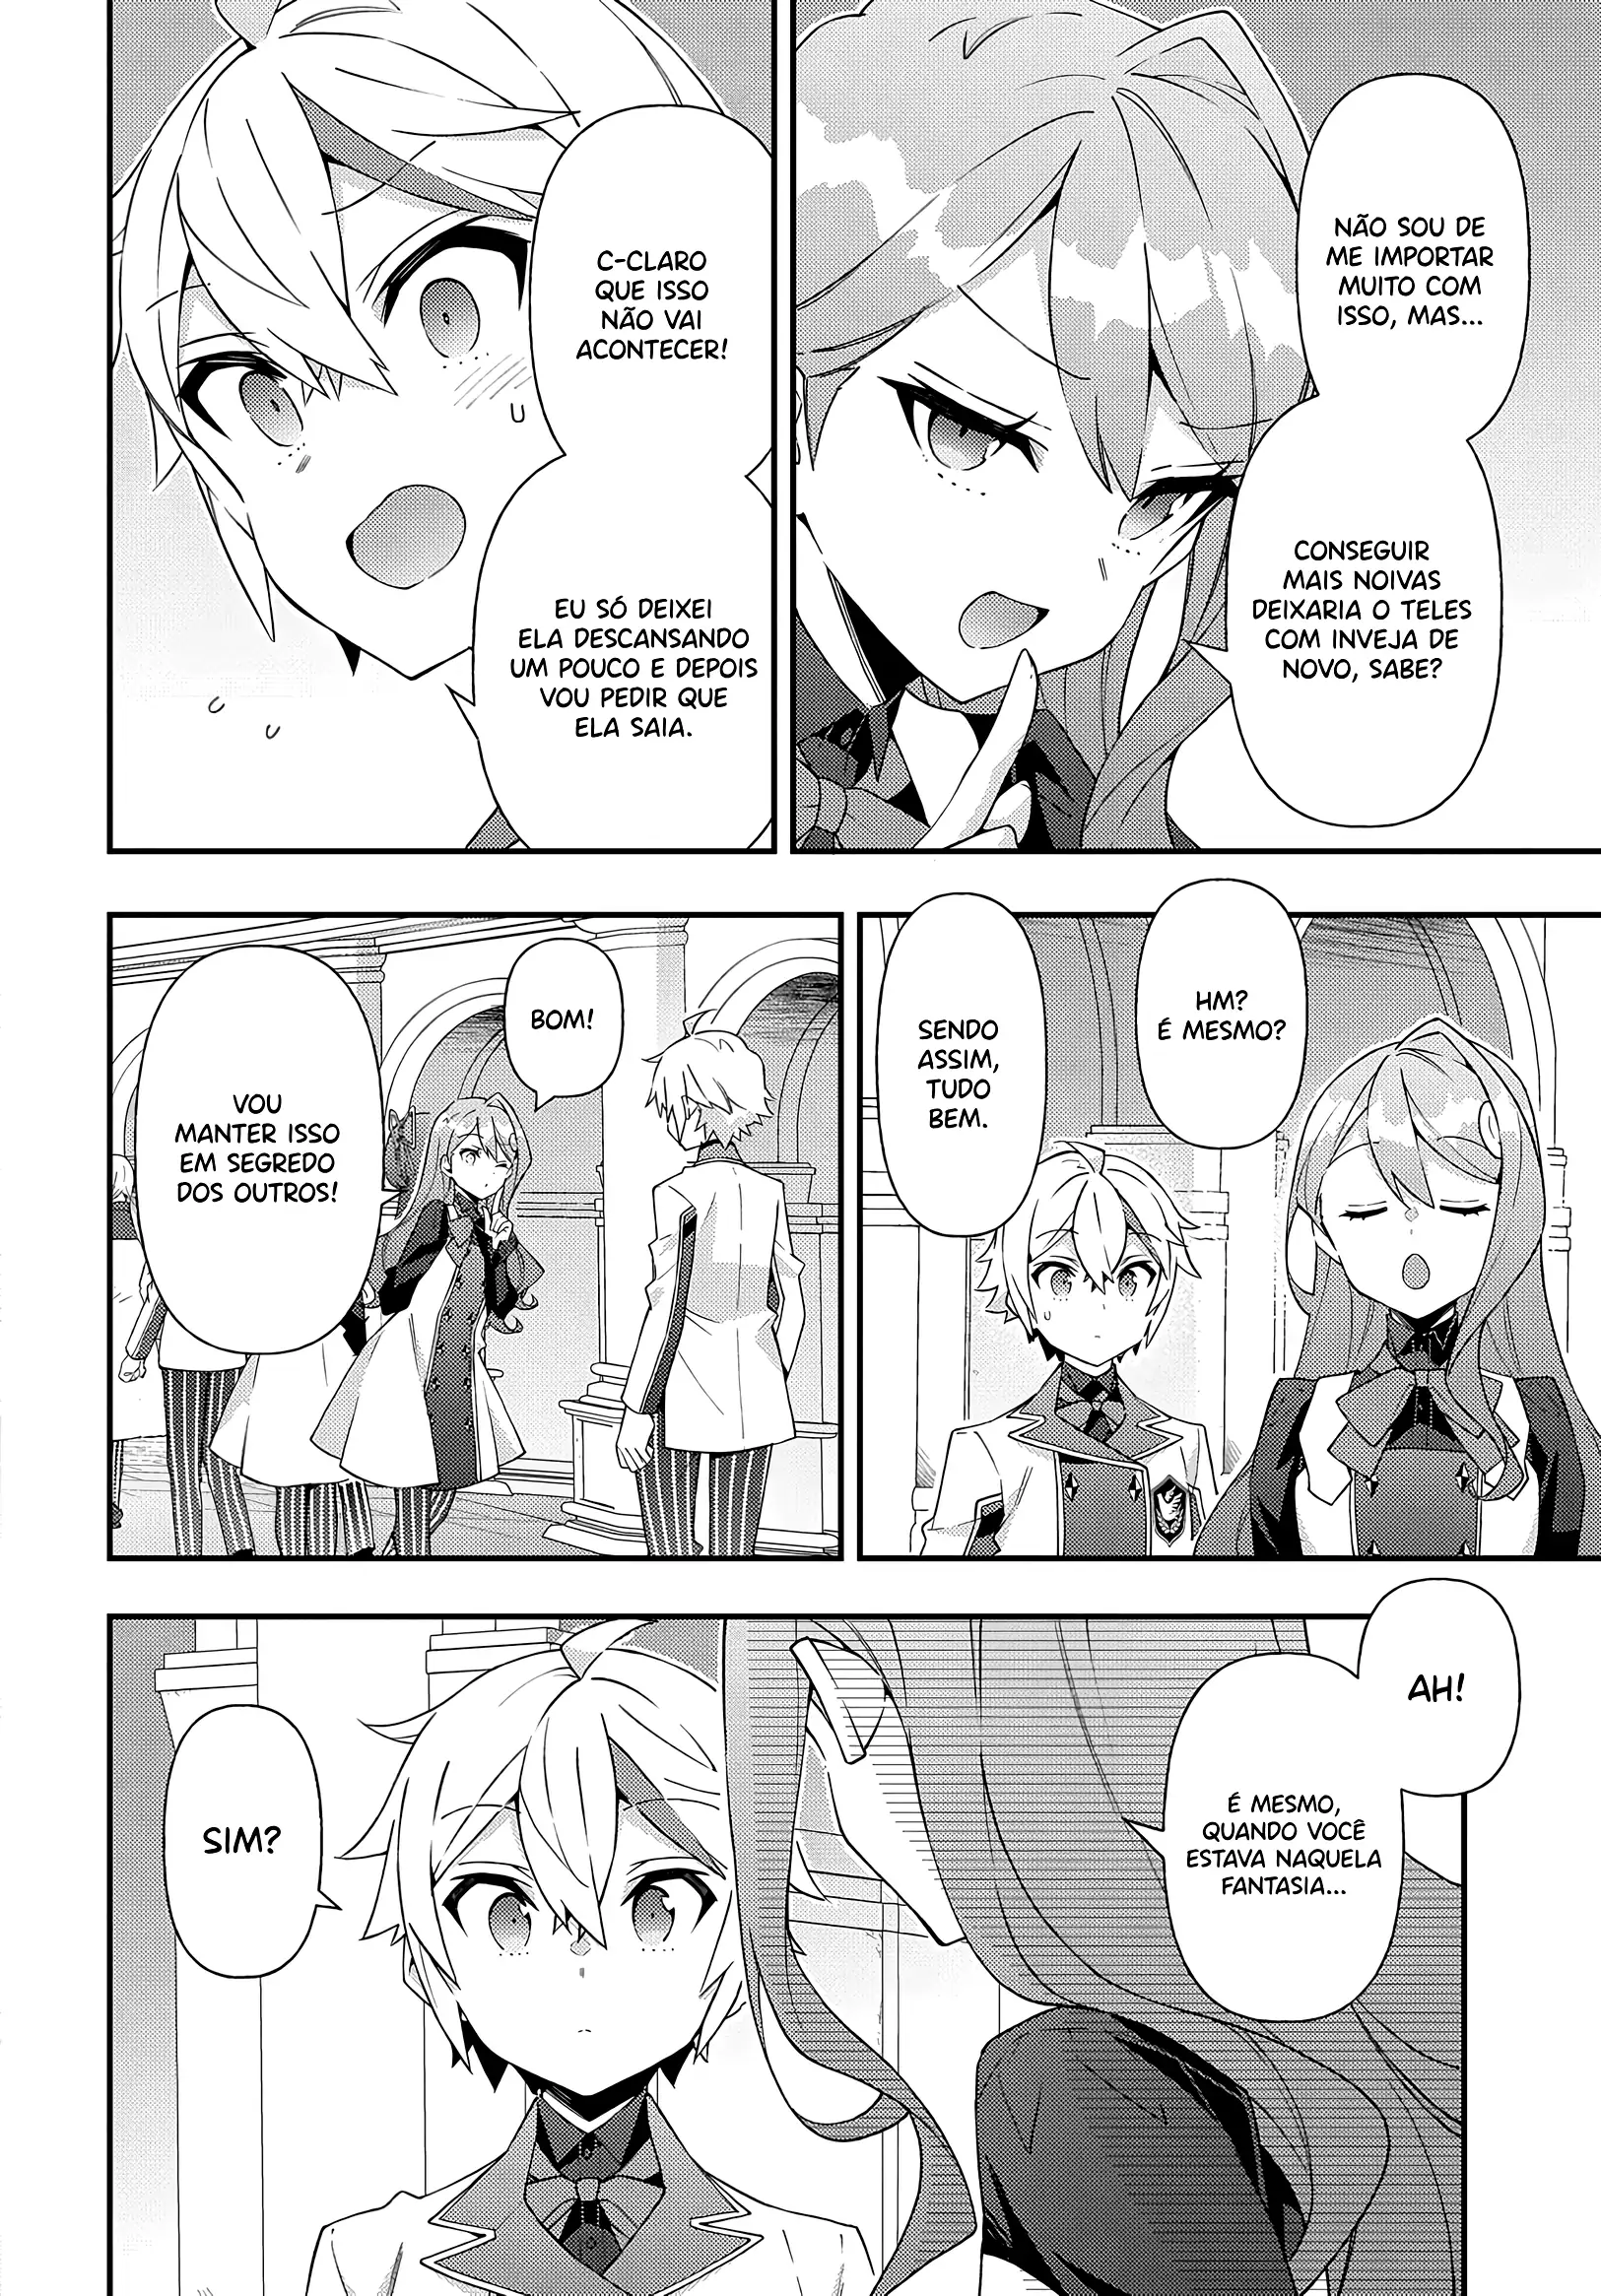 NÃO SOU DE
ME IMPORTAR
MUITO COM
ISSO, MAS...
CONSEGUIR
MAIS NOIVAS
DEIXARIA O TELES
COM INVEJA DE
NOVO, SABE?
C-CLARO
QUE ISSO
NÃO VAI
ACONTECER!
EU SÓ DEIXEI
ELA DESCANSANDO
UM POUCO E DEPOIS
VOU PEDIR QUE
ELA SAIA.
HM?
É MESMO?
SENDO
ASSIM,
TUDO
BEM.
BOM!
VOU
MANTER ISSO
EM SEGREDO
DOS OUTROS!
AH!
É MESMO,
QUANDO VOCÊ
ESTAVA NAQUELA
FANTASIA...
SIM?